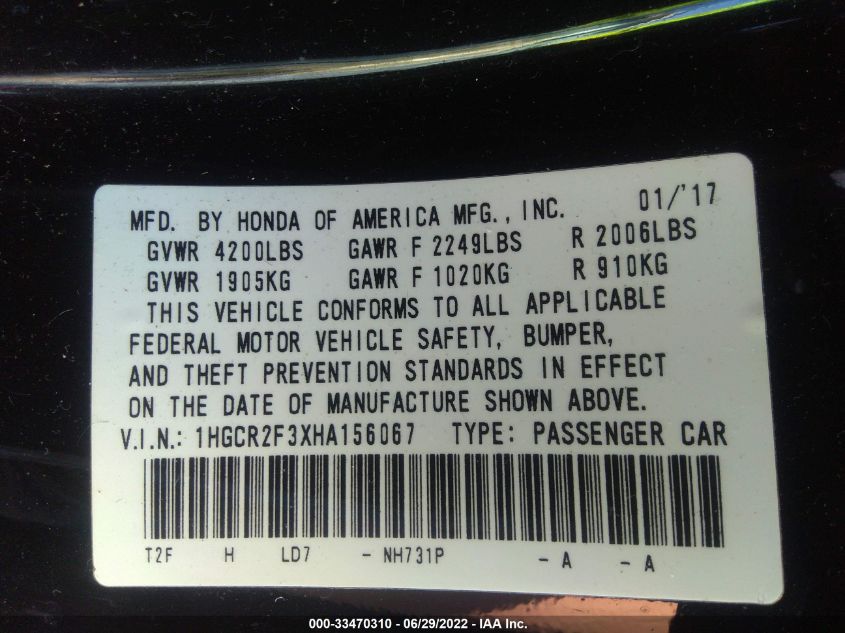 MFD. BY HONDA OF AMERICA MFG., INC. 01/'17
GVWR 4200LBS GAWR F 2249LBS R 2006LBS
GVWR 1905KG GAWR F 1020KG R 910KG
THIS VEHICLE CONFORMS TO ALL APPLICABLE
FEDERAL MOTOR VEHICLE SAFETY, BUMPER,
AND THEFT PREVENTION STANDARDS IN EFFECT
ON THE DATE OF MANUFACTURE SHOWN ABOVE.
V.I.N.: 1HGCR2F3XHA156067 TYPE: PASSENGER CAR
T2F H LD7 - NH731P - A - A
000-33470310 - 06/29/2022 - IAA Inc.